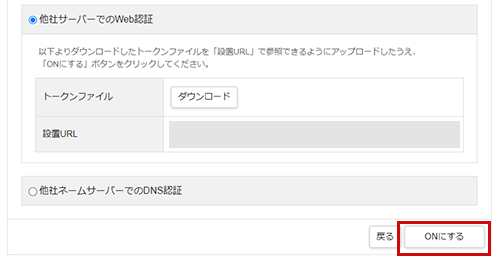 他社サーバーでのWeb認証
以下よりダウンロードしたトークンファイルを「設置URL」で参照できるようにアップロードしたうえ、
「ONにする」ボタンをクリックしてください。
トークンファイル
ダウンロード
設置URL
他社ネームサーバーでのDNS認証
戻る
ONにする